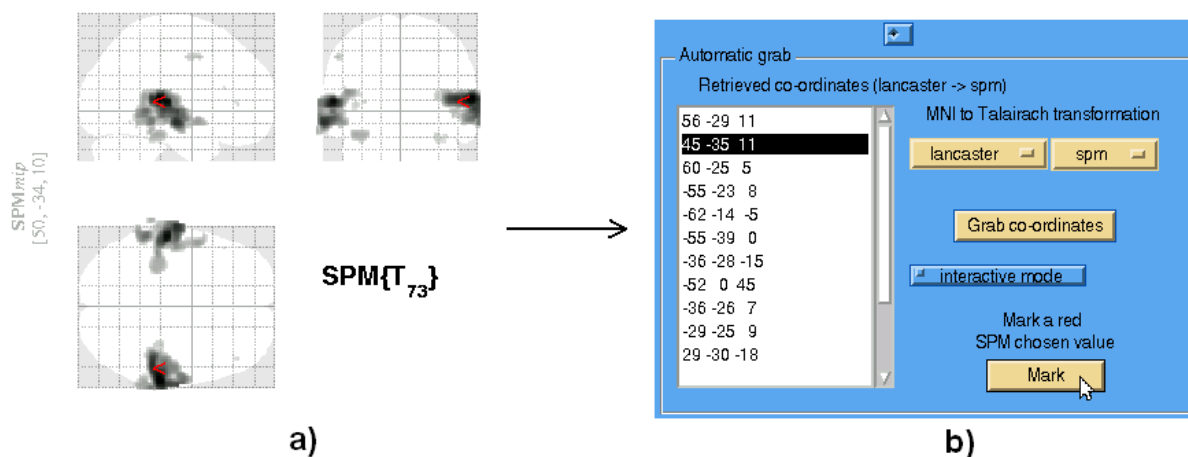 SPMmip
[50, -34, 10]
SPM{T73}
a)
Automatic grab
Retrieved co-ordinates (lancaster -> spm)
56 -29 11
45 -35 11
60 -25 5
-55 -23 8
-62 -14 -5
-55 -39 0
-36 -28 -15
-52 0 45
-36 -26 7
-29 -25 9
29 -30 -18
MNI to Talairach transformation
lancaster
spm
Grab co-ordinates
interactive mode
Mark a red
SPM chosen value
Mark
b)